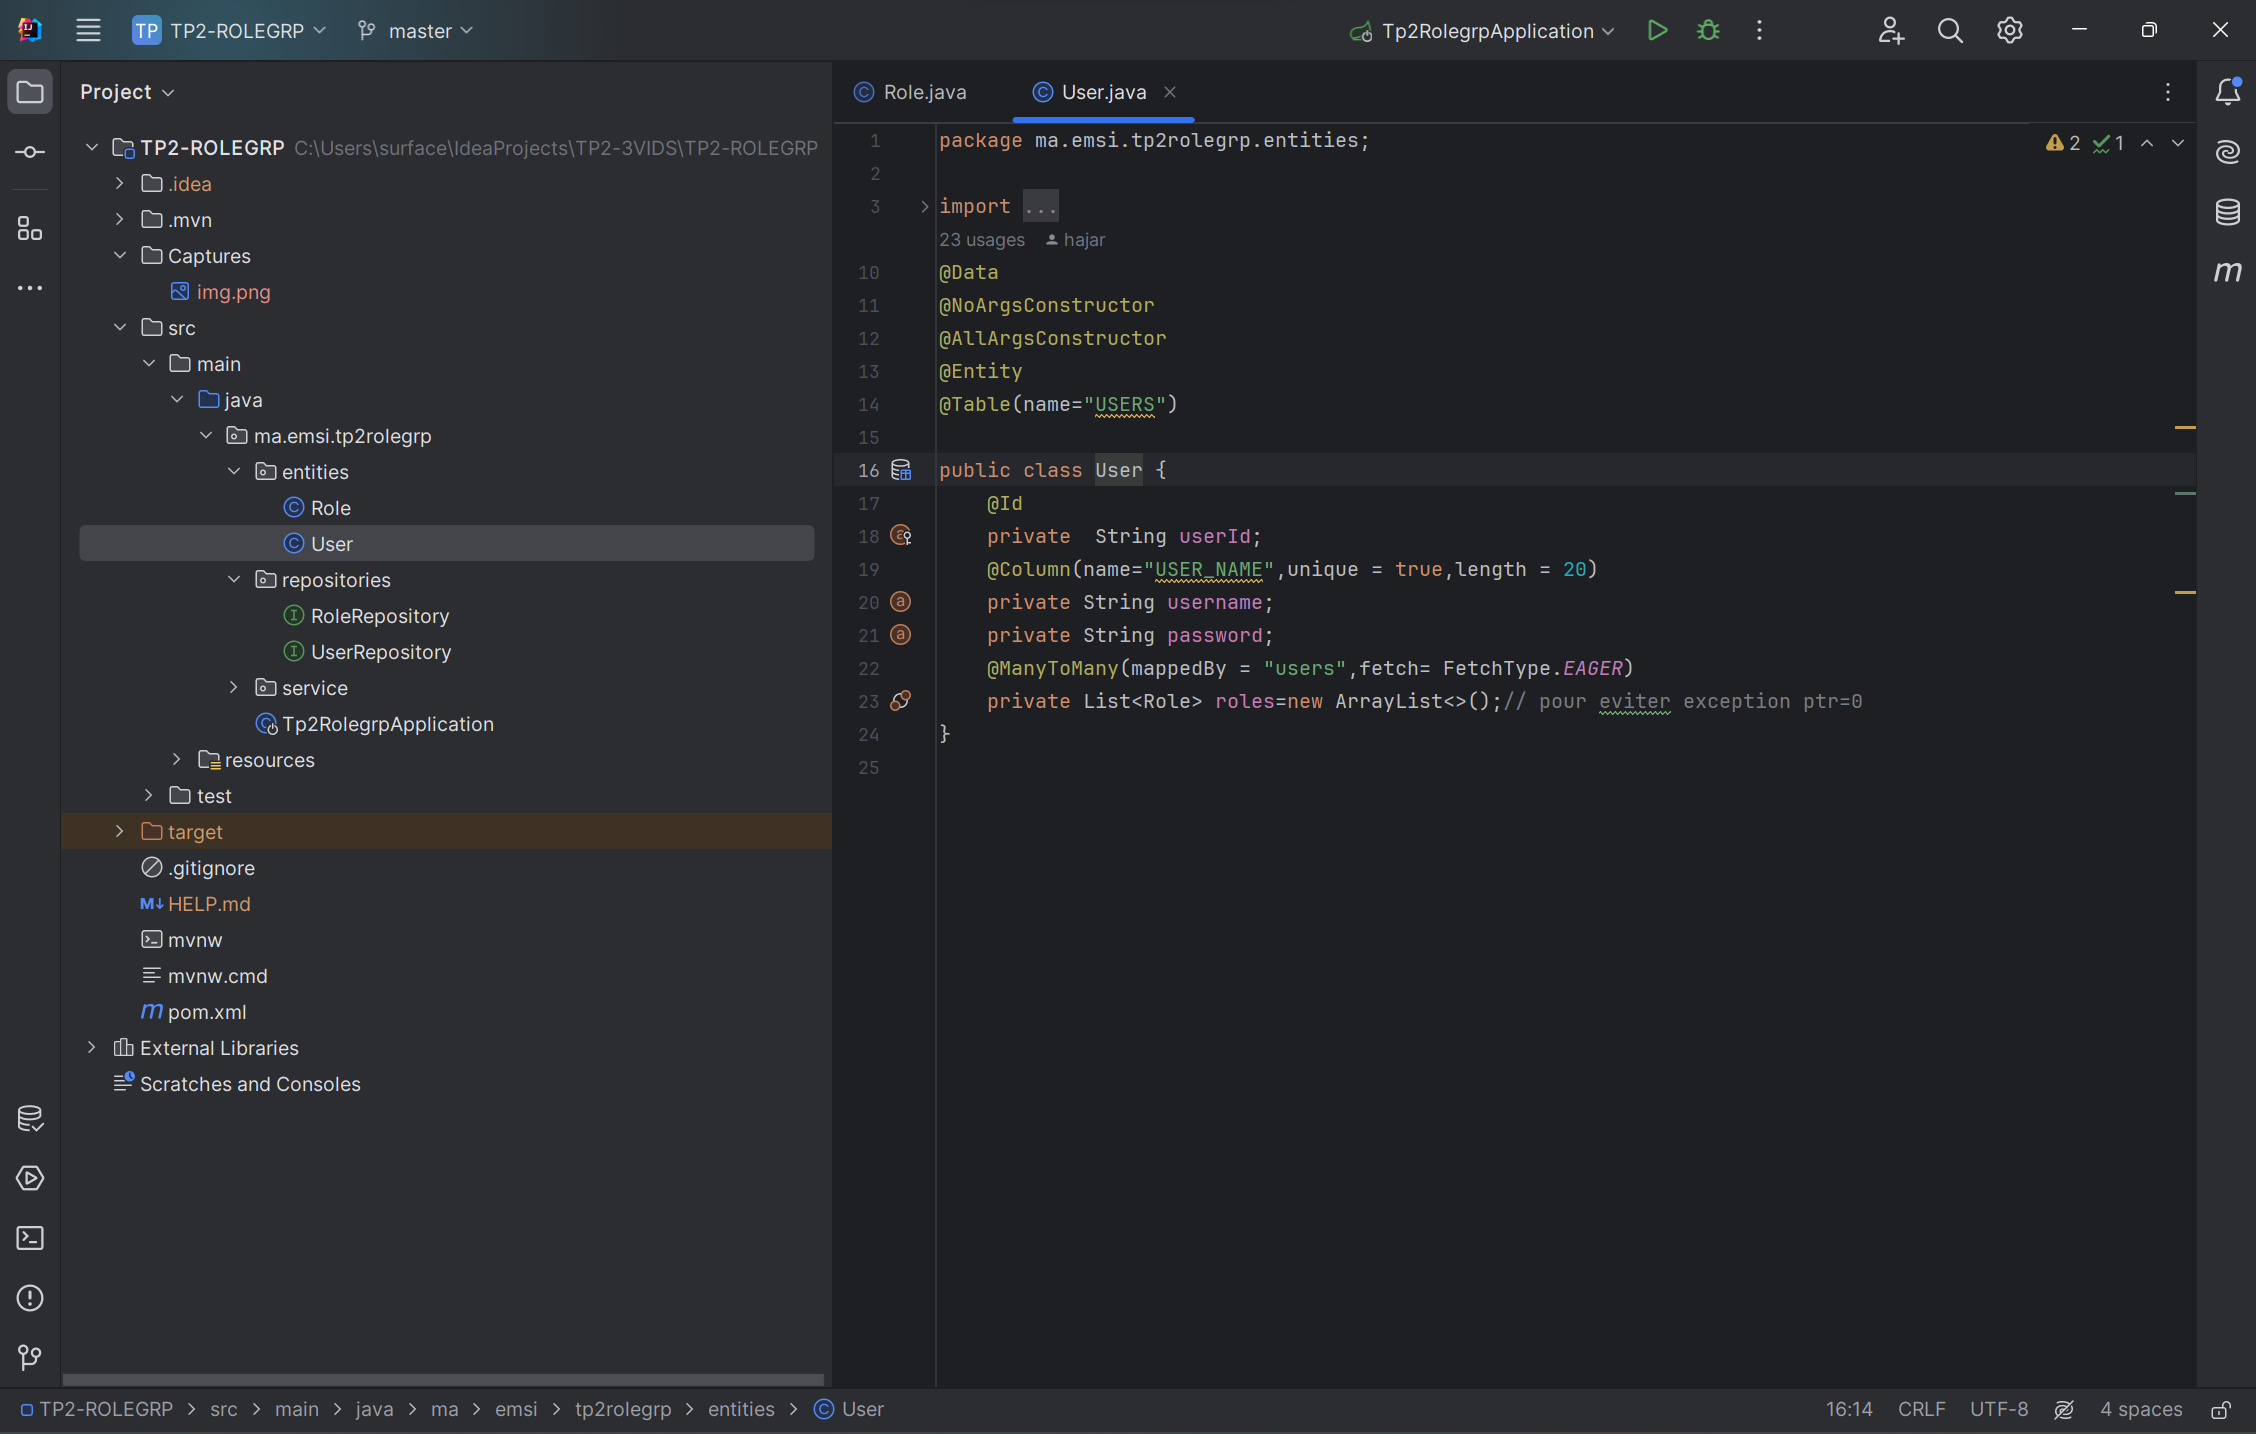 TP TP2-ROLEGRP master Tp2RolegrpApplication
Project
TP2-ROLEGRP C:\Users\surface\IdeaProjects\TP2-3VIDS\TP2-ROLEGRP
.idea
.mvn
Captures
img.png
src
main
java
ma.emsi.tp2rolegrp
entities
Role
User
repositories
RoleRepository
UserRepository
service
Tp2RolegrpApplication
resources
test
target
.gitignore
HELP.md
mvnw
mvnw.cmd
pom.xml
External Libraries
Scratches and Consoles
Role.java User.java
1 package ma.emsi.tp2rolegrp.entities;
2
3 import ...
23 usages hajar
10 @Data
11 @NoArgsConstructor
12 @AllArgsConstructor
13 @Entity
14 @Table(name="USERS")
15
16 public class User {
17 @Id
18 private  String userId;
19 @Column(name="USER_NAME",unique = true,length = 20)
20 private String username;
21 private String password;
22 @ManyToMany(mappedBy = "users",fetch= FetchType.EAGER)
23 private List<Role> roles=new ArrayList<>();// pour eviter exception ptr=0
24 }
25
2 1
TP2-ROLEGRP > src > main > java > ma > emsi > tp2rolegrp > entities > User
16:14 CRLF UTF-8 4 spaces